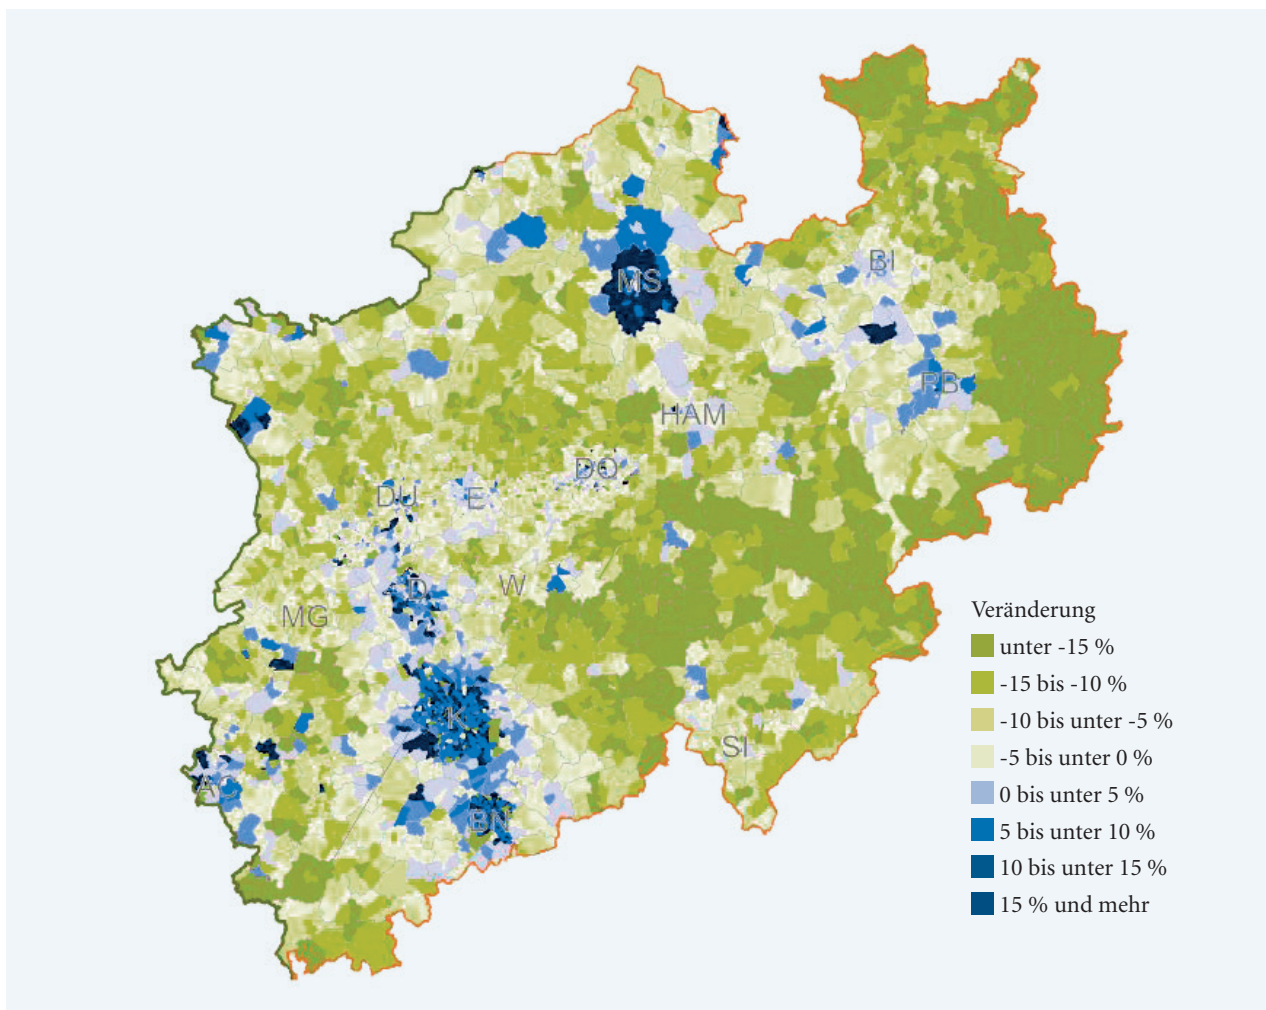 MS
BI
PB
HAM
DO
DU
E
D
W
MG
K
SI
AC
BN
Veränderung
unter -15 %
-15 bis -10 %
-10 bis unter -5 %
-5 bis unter 0 %
0 bis unter 5 %
5 bis unter 10 %
10 bis unter 15 %
15 % und mehr